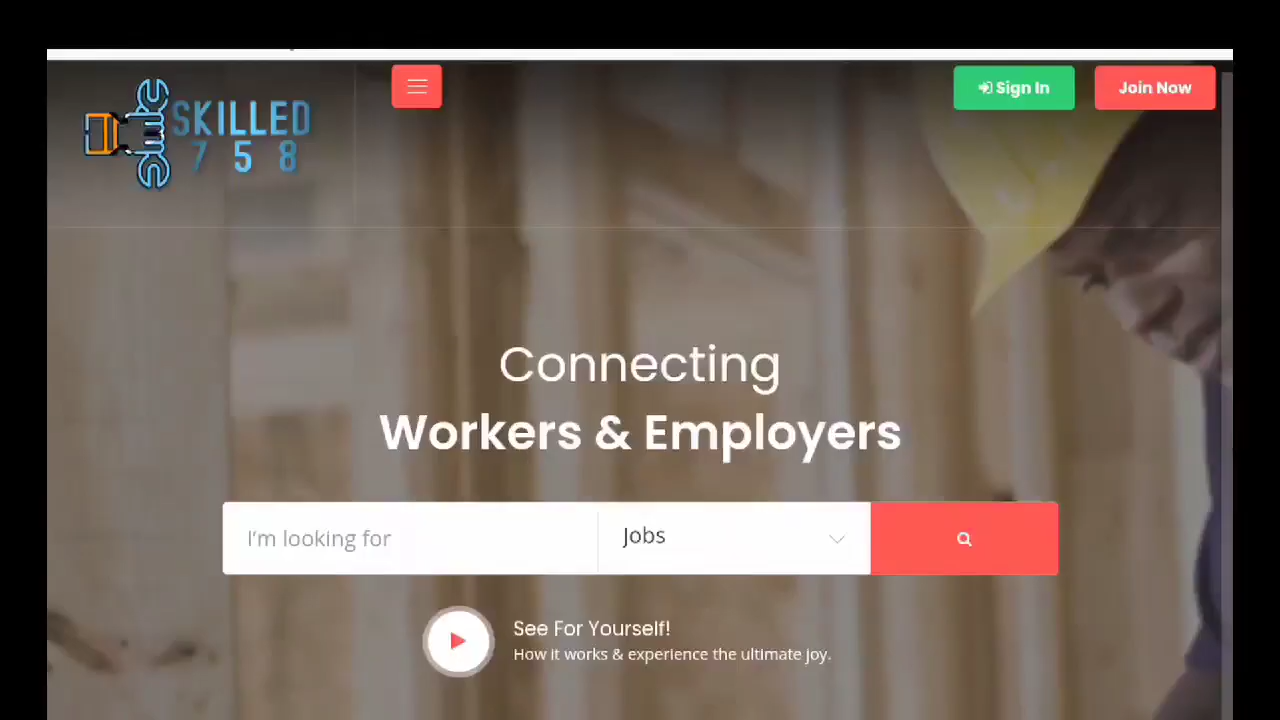 SKILLED
758
Sign In
Join Now
Connecting
Workers & Employers
I'm looking for
Jobs
See For Yourself!
How it works & experience the ultimate joy.